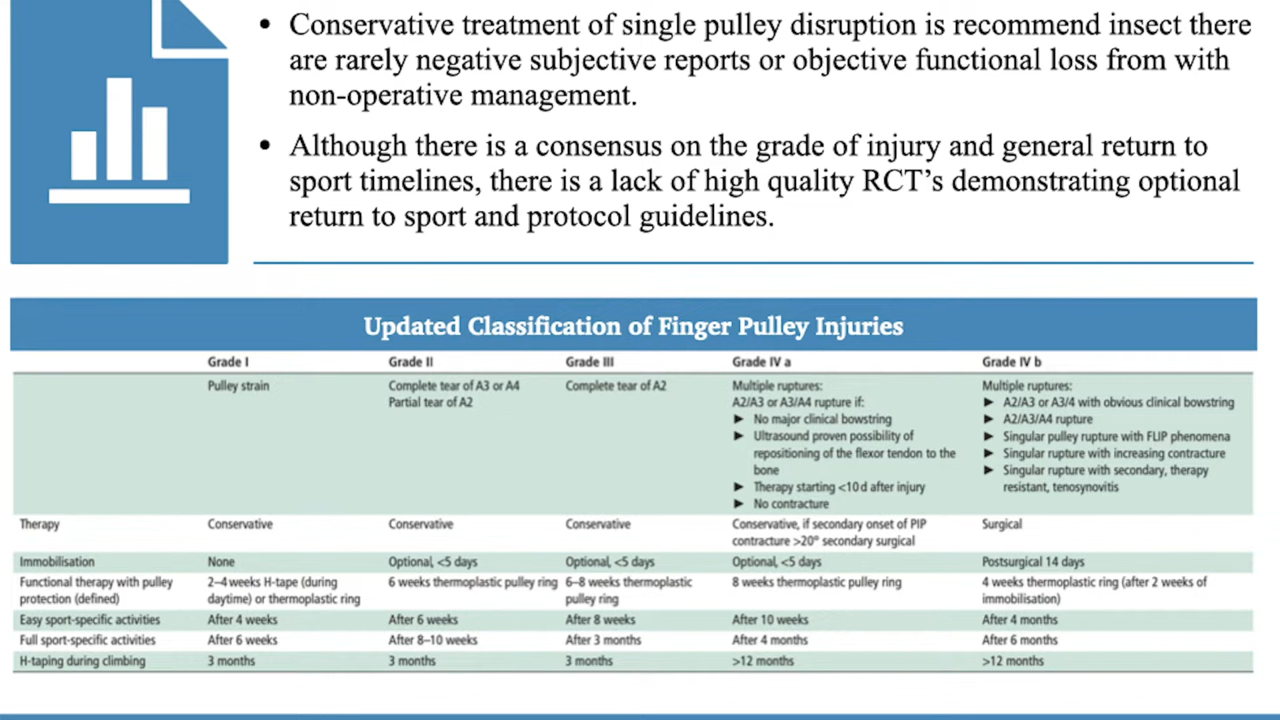 • Conservative treatment of single pulley disruption is recommend insect there
are rarely negative subjective reports or objective functional loss from with
non-operative management.
• Although there is a consensus on the grade of injury and general return to
sport timelines, there is a lack of high quality RCT's demonstrating optional
return to sport and protocol guidelines.
Updated Classification of Finger Pulley Injuries
Grade I Grade II Grade III Grade IV a Grade IV b
Pulley strain Complete tear of A3 or A4 Complete tear of A2 Multiple ruptures: Multiple ruptures:
Partial tear of A2 A2/A3 or A3/A4 rupture if: ► A2/A3 or A3/4 with obvious clinical bowstring
► No major clinical bowstring ► A2/A3/A4 rupture
► Ultrasound proven possibility of ► Singular pulley rupture with FLIP phenomena
repositioning of the flexor tendon to the ► Singular rupture with increasing contracture
bone ► Singular rupture with secondary, therapy
► Therapy starting <10 d after injury resistant, tenosynovitis
► No contracture
Therapy Conservative Conservative Conservative Conservative, if secondary onset of PIP Surgical
contracture >20° secondary surgical
Immobilisation None Optional, <5 days Optional, <5 days Optional, <5 days Postsurgical 14 days
Functional therapy with pulley 2–4 weeks H-tape (during 6 weeks thermoplastic pulley ring 6–8 weeks thermoplastic 8 weeks thermoplastic pulley ring 4 weeks thermoplastic ring (after 2 weeks of
protection (defined) daytime) or thermoplastic ring pulley ring immobilisation)
Easy sport-specific activities After 4 weeks After 6 weeks After 8 weeks After 10 weeks After 4 months
Full sport-specific activities After 6 weeks After 8–10 weeks After 3 months After 4 months After 6 months
H-taping during climbing 3 months 3 months 3 months >12 months >12 months